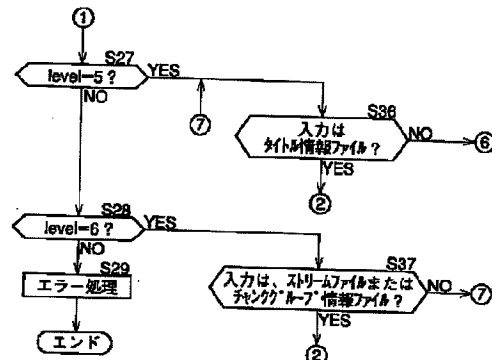 ①
S27
level=5?
YES
NO
⑦
S36
入力は
タイトル情報ファイル?
NO
⑥
YES
②
S28
level=6?
YES
NO
S29
エラー処理
エンド
S37
入力は、ストリームファイルまたは
チャンクグループ情報ファイル?
NO
⑦
YES
②